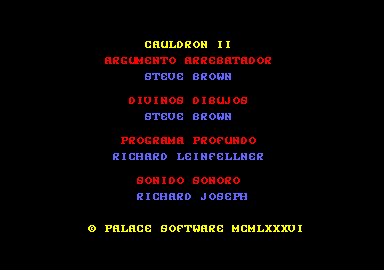 CAULDRON II
ARGUMENTO ARREBATADOR
STEVE BROWN
DIVINOS DIBUJOS
STEVE BROWN
PROGRAMA PROFUNDO
RICHARD LEINFELLNER
SONIDO SONORO
RICHARD JOSEPH
© PALACE SOFTWARE MCMLXXXVI